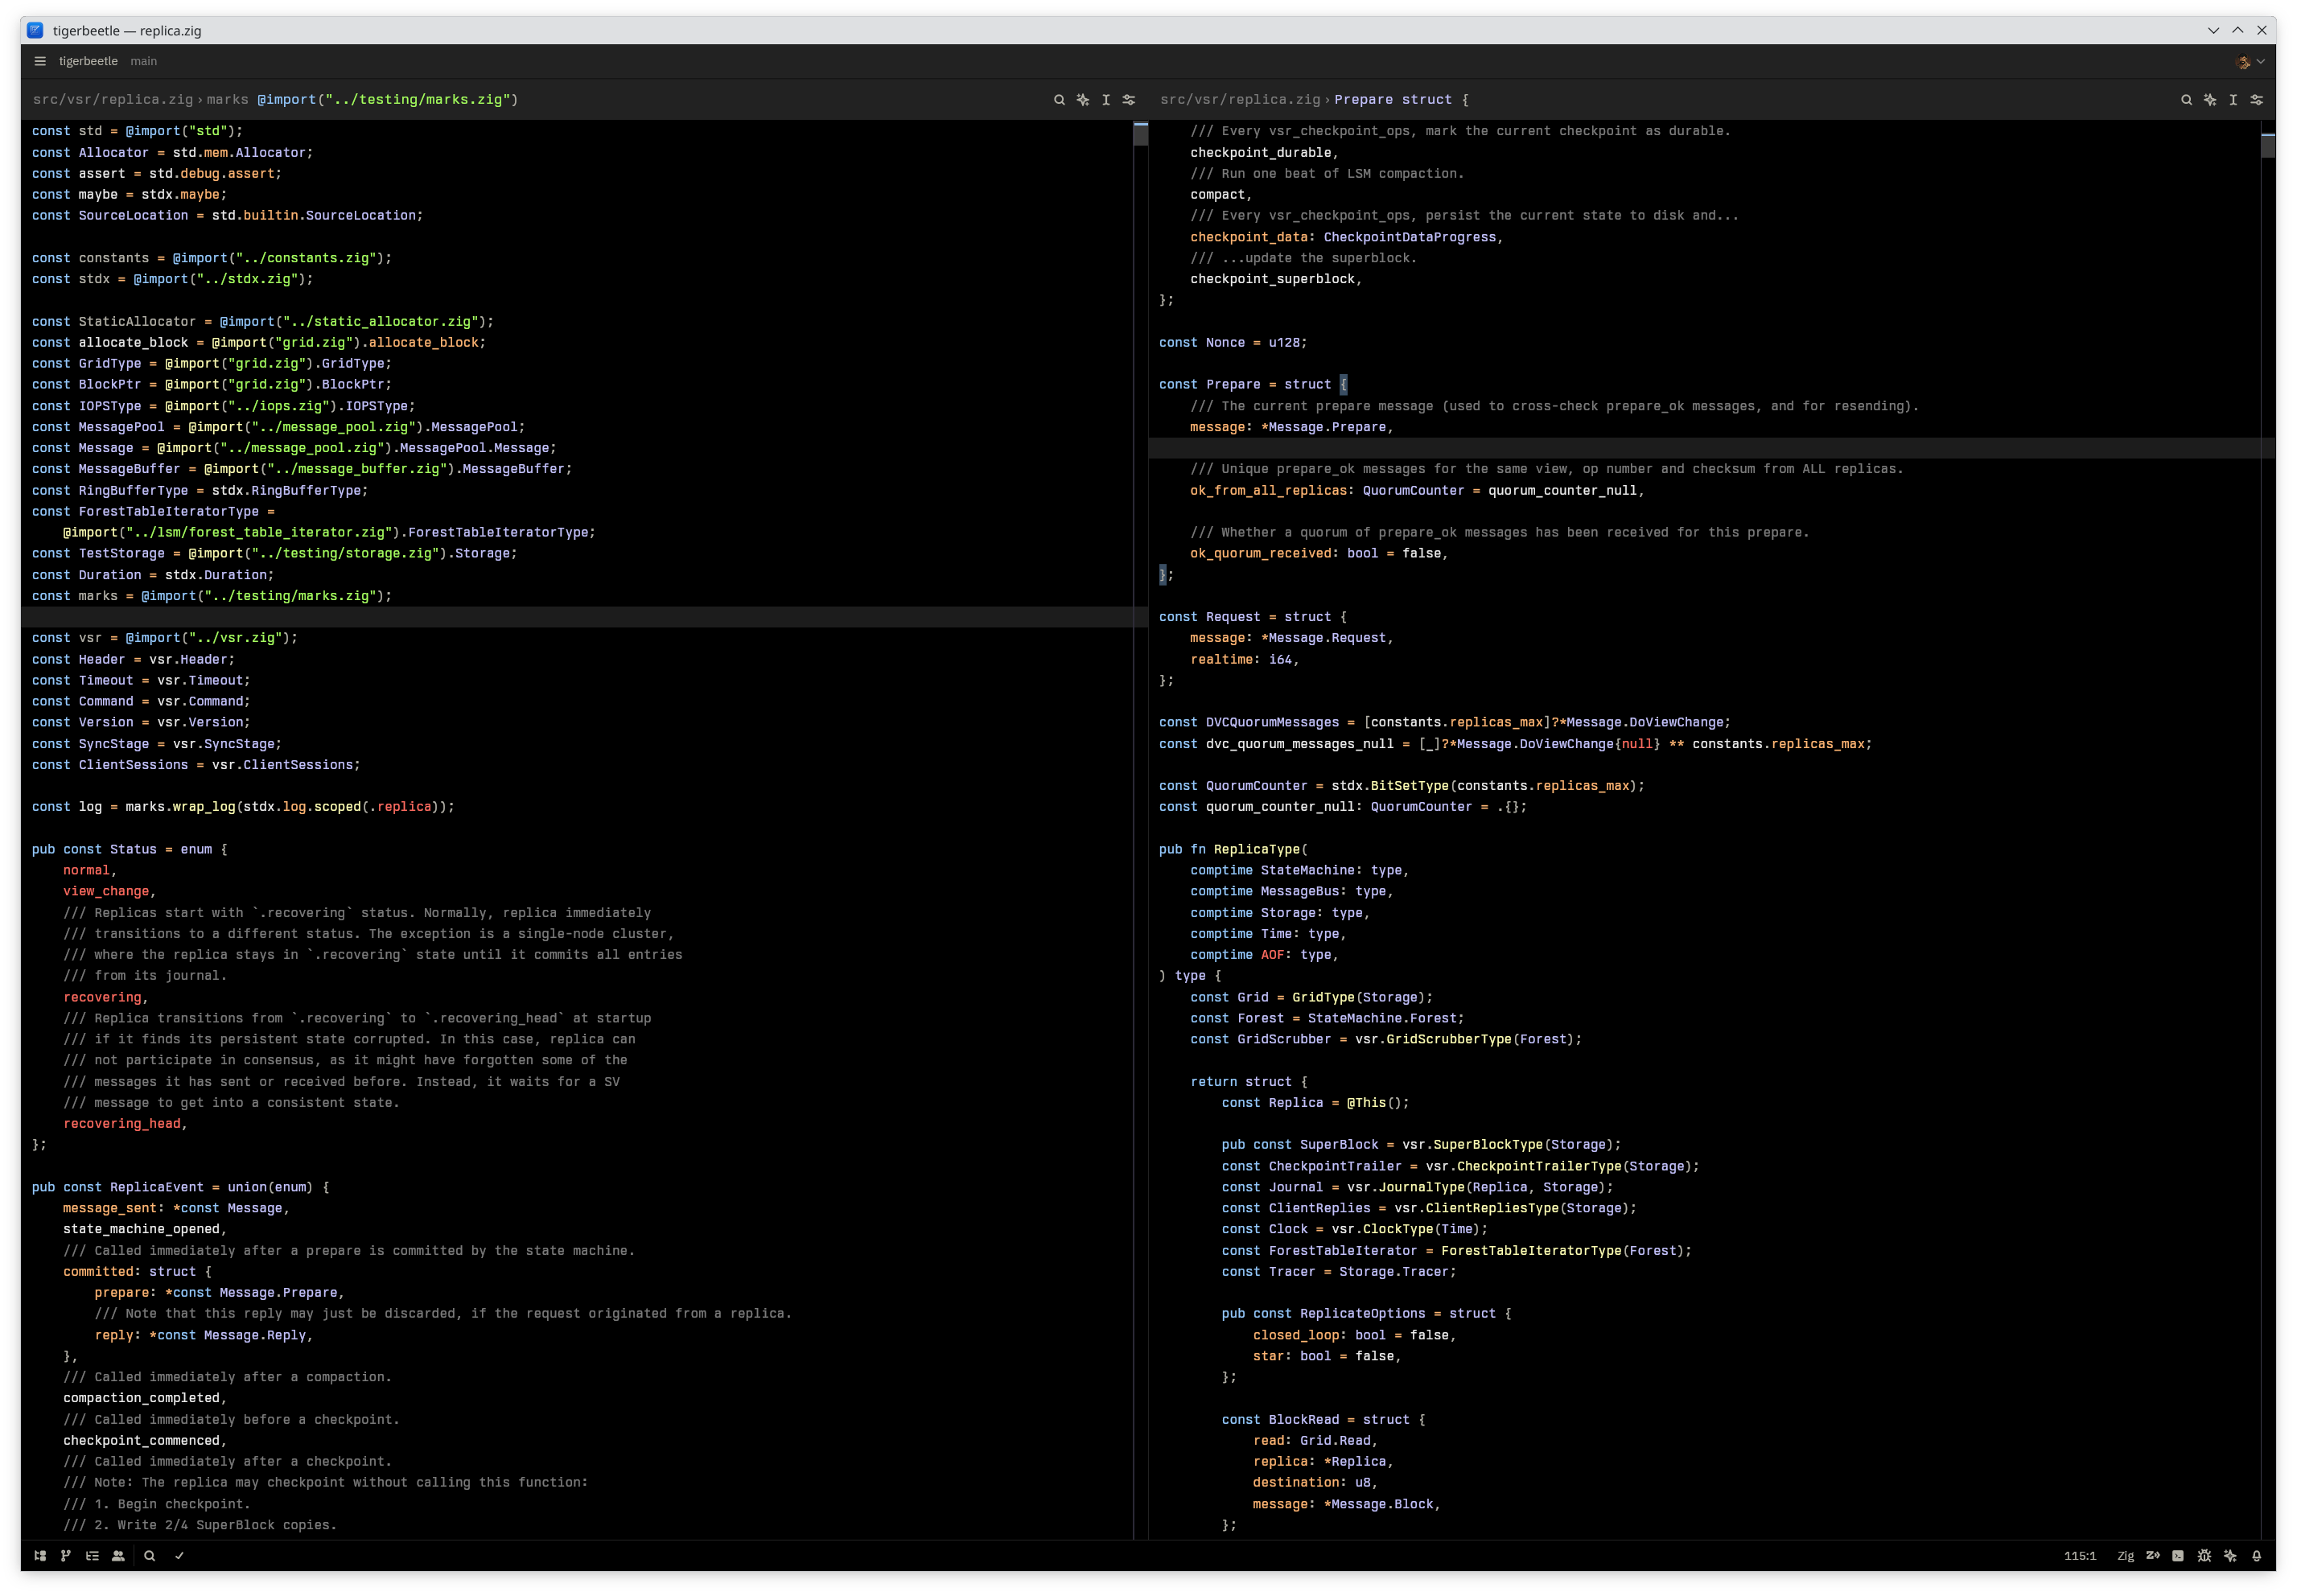 tigerbeetle — replica.zig
tigerbeetle main
src/vsr/replica.zig › marks @import("../testing/marks.zig")
const std = @import("std");
const Allocator = std.mem.Allocator;
const assert = std.debug.assert;
const maybe = stdx.maybe;
const SourceLocation = std.builtin.SourceLocation;
const constants = @import("../constants.zig");
const stdx = @import("../stdx.zig");
const StaticAllocator = @import("../static_allocator.zig");
const allocate_block = @import("grid.zig").allocate_block;
const GridType = @import("grid.zig").GridType;
const BlockPtr = @import("grid.zig").BlockPtr;
const IOPSType = @import("../iops.zig").IOPSType;
const MessagePool = @import("../message_pool.zig").MessagePool;
const Message = @import("../message_pool.zig").MessagePool.Message;
const MessageBuffer = @import("../message_buffer.zig").MessageBuffer;
const RingBufferType = stdx.RingBufferType;
const ForestTableIteratorType =
    @import("../lsm/forest_table_iterator.zig").ForestTableIteratorType;
const TestStorage = @import("../testing/storage.zig").Storage;
const Duration = stdx.Duration;
const marks = @import("../testing/marks.zig");
const vsr = @import("../vsr.zig");
const Header = vsr.Header;
const Timeout = vsr.Timeout;
const Command = vsr.Command;
const Version = vsr.Version;
const SyncStage = vsr.SyncStage;
const ClientSessions = vsr.ClientSessions;
const log = marks.wrap_log(stdx.log.scoped(.replica));
pub const Status = enum {
    normal,
    view_change,
    /// Replicas start with `.recovering` status. Normally, replica immediately
    /// transitions to a different status. The exception is a single-node cluster,
    /// where the replica stays in `.recovering` state until it commits all entries
    /// from its journal.
    recovering,
    /// Replica transitions from `.recovering` to `.recovering_head` at startup
    /// if it finds its persistent state corrupted. In this case, replica can
    /// not participate in consensus, as it might have forgotten some of the
    /// messages it has sent or received before. Instead, it waits for a SV
    /// message to get into a consistent state.
    recovering_head,
};
pub const ReplicaEvent = union(enum) {
    message_sent: *const Message,
    state_machine_opened,
    /// Called immediately after a prepare is committed by the state machine.
    committed: struct {
        prepare: *const Message.Prepare,
        /// Note that this reply may just be discarded, if the request originated from a replica.
        reply: *const Message.Reply,
    },
    /// Called immediately after a compaction.
    compaction_completed,
    /// Called immediately before a checkpoint.
    checkpoint_commenced,
    /// Called immediately after a checkpoint.
    /// Note: The replica may checkpoint without calling this function:
    /// 1. Begin checkpoint.
    /// 2. Write 2/4 SuperBlock copies.
src/vsr/replica.zig › Prepare struct {
    /// Every vsr_checkpoint_ops, mark the current checkpoint as durable.
    checkpoint_durable,
    /// Run one beat of LSM compaction.
    compact,
    /// Every vsr_checkpoint_ops, persist the current state to disk and...
    checkpoint_data: CheckpointDataProgress,
    /// ...update the superblock.
    checkpoint_superblock,
};
const Nonce = u128;
const Prepare = struct {
    /// The current prepare message (used to cross-check prepare_ok messages, and for resending).
    message: *Message.Prepare,
    /// Unique prepare_ok messages for the same view, op number and checksum from ALL replicas.
    ok_from_all_replicas: QuorumCounter = quorum_counter_null,
    /// Whether a quorum of prepare_ok messages has been received for this prepare.
    ok_quorum_received: bool = false,
};
const Request = struct {
    message: *Message.Request,
    realtime: i64,
};
const DVCQuorumMessages = [constants.replicas_max]?*Message.DoViewChange;
const dvc_quorum_messages_null = [_]?*Message.DoViewChange{null} ** constants.replicas_max;
const QuorumCounter = stdx.BitSetType(constants.replicas_max);
const quorum_counter_null: QuorumCounter = .{};
pub fn ReplicaType(
    comptime StateMachine: type,
    comptime MessageBus: type,
    comptime Storage: type,
    comptime Time: type,
    comptime AOF: type,
) type {
    const Grid = GridType(Storage);
    const Forest = StateMachine.Forest;
    const GridScrubber = vsr.GridScrubberType(Forest);
    return struct {
        const Replica = @This();
        pub const SuperBlock = vsr.SuperBlockType(Storage);
        const CheckpointTrailer = vsr.CheckpointTrailerType(Storage);
        const Journal = vsr.JournalType(Replica, Storage);
        const ClientReplies = vsr.ClientRepliesType(Storage);
        const Clock = vsr.ClockType(Time);
        const ForestTableIterator = ForestTableIteratorType(Forest);
        const Tracer = Storage.Tracer;
        pub const ReplicateOptions = struct {
            closed_loop: bool = false,
            star: bool = false,
        };
        const BlockRead = struct {
            read: Grid.Read,
            replica: *Replica,
            destination: u8,
            message: *Message.Block,
        };
115:1 Zig